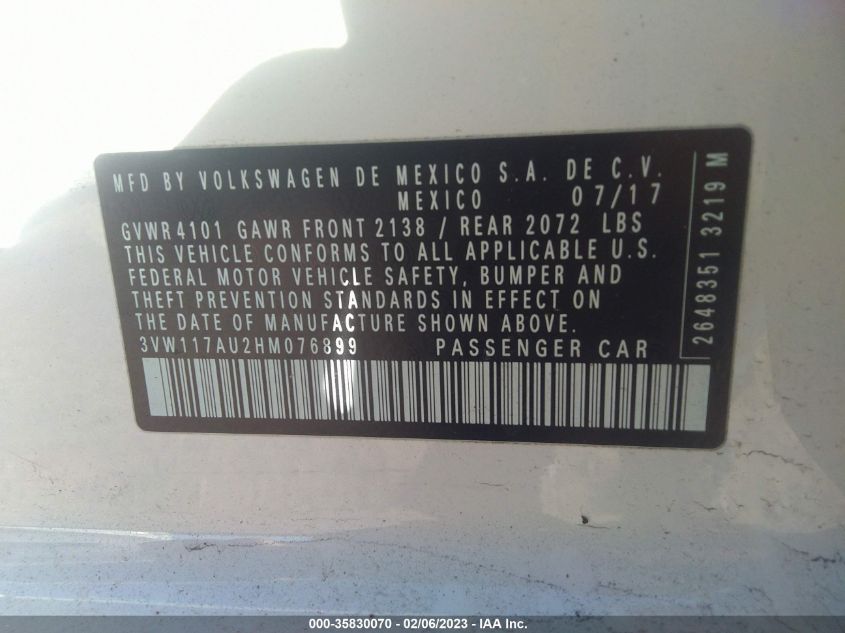 MFD BY VOLKSWAGEN DE MEXICO S.A. DE C.V.
MEXICO 07/17
GVWR4101 GAWR FRONT 2138 / REAR 2072 LBS
THIS VEHICLE CONFORMS TO ALL APPLICABLE U.S.
FEDERAL MOTOR VEHICLE SAFETY, BUMPER AND
THEFT PREVENTION STANDARDS IN EFFECT ON
THE DATE OF MANUFACTURE SHOWN ABOVE.
3VW117AU2HM076899 PASSENGER CAR
2648351 3219 M
000-35830070 - 02/06/2023 - IAA Inc.